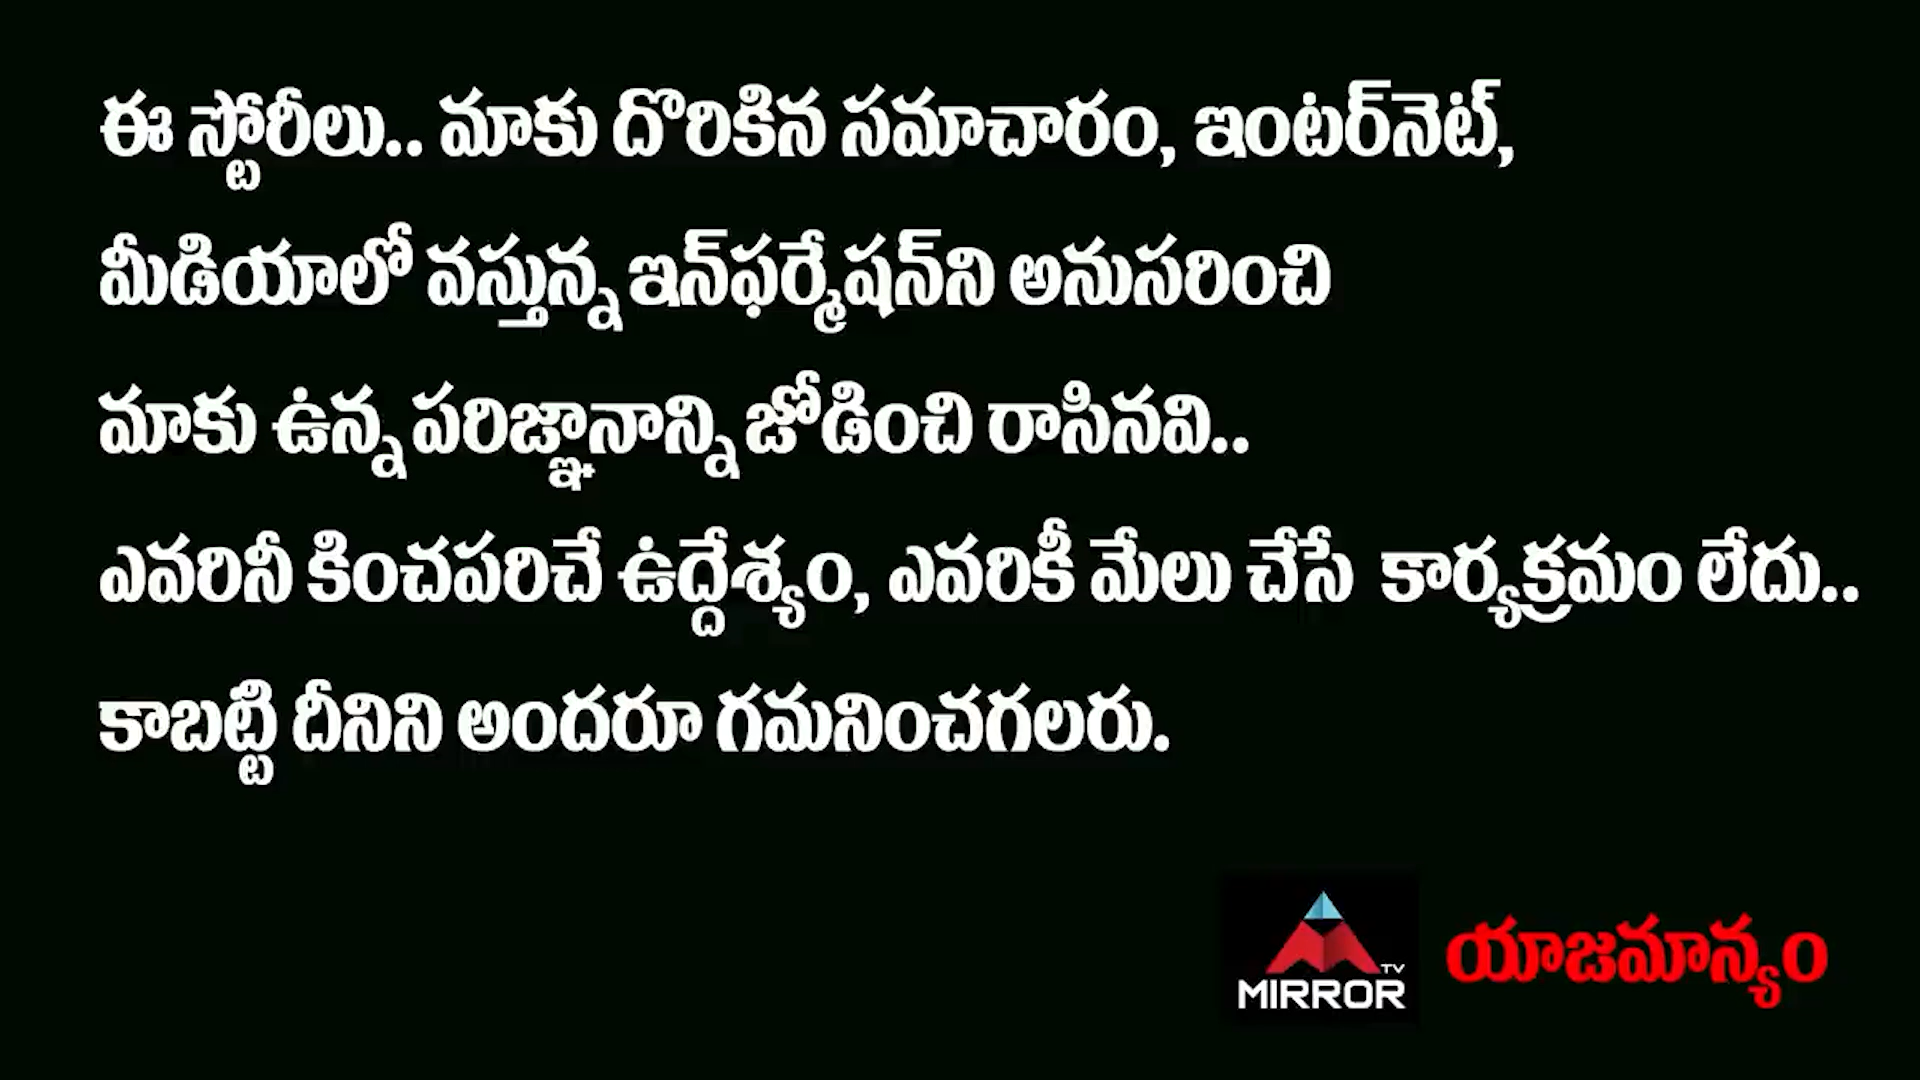 ఈ స్టోరీలు.. మాకు దొరికిన సమాచారం, ఇంటర్‌నెట్,
మీడియాలో వస్తున్న ఇన్‌ఫర్మేషన్‌ని అనుసరించి
మాకు ఉన్న పరిజ్ఞానాన్ని జోడించి రాసినవి..
ఎవరినీ కించపరిచే ఉద్దేశ్యం, ఎవరికీ మేలు చేసే కార్యక్రమం లేదు..
కాబట్టి దీనిని అందరూ గమనించగలరు.
TV
MIRROR
యాజమాన్యం